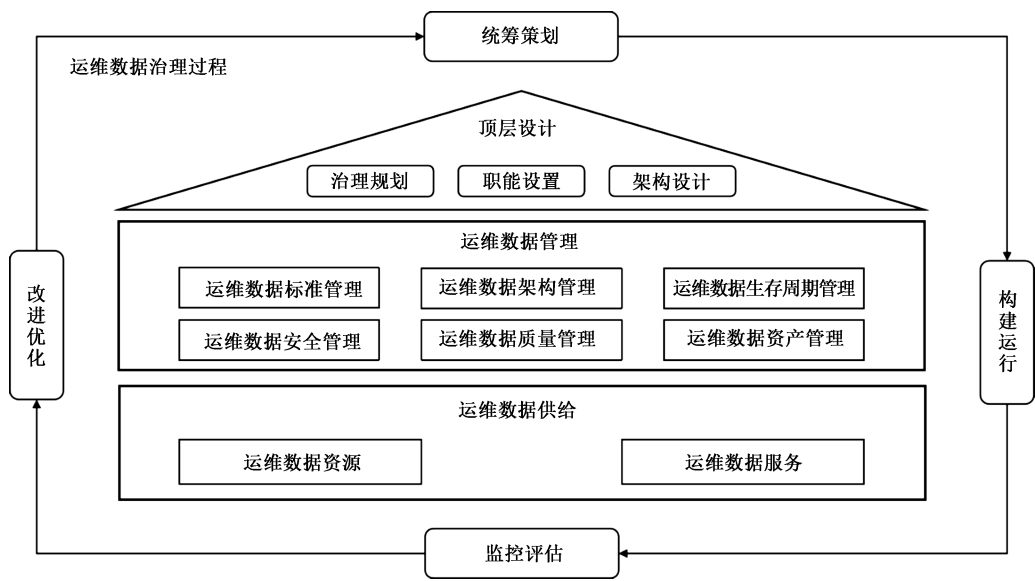 统筹策划
运维数据治理过程
顶层设计
治理规划
职能设置
架构设计
运维数据管理
运维数据标准管理
运维数据架构管理
运维数据生存周期管理
运维数据安全管理
运维数据质量管理
运维数据资产管理
运维数据供给
运维数据资源
运维数据服务
改进优化
构建运行
监控评估